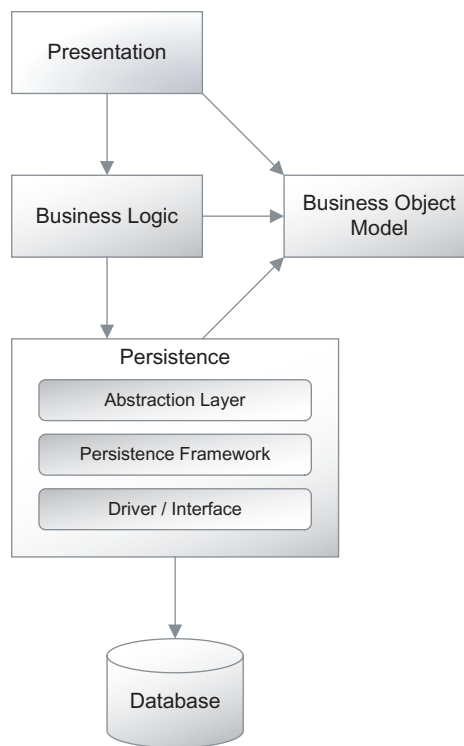 Presentation
Business Logic
Business Object
Model
Persistence
Abstraction Layer
Persistence Framework
Driver / Interface
Database